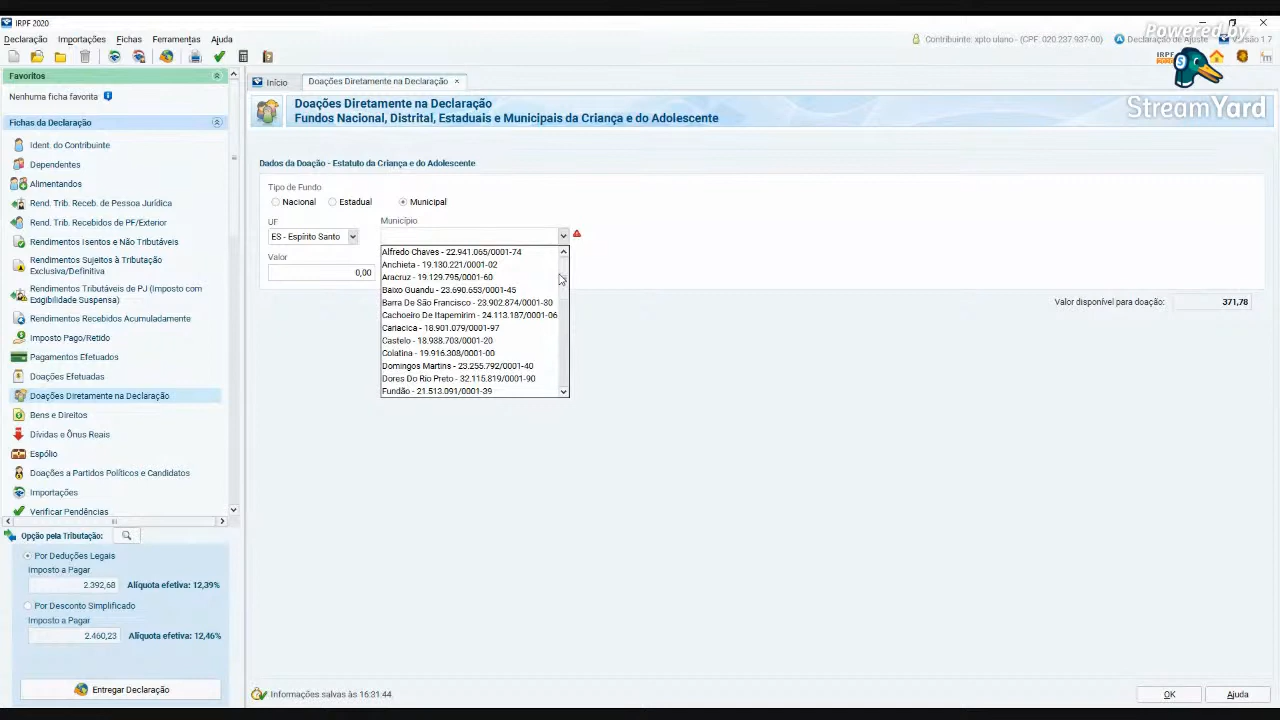 IRPF 2020
Declaração Importações Fichas Ferramentas Ajuda
Contribuinte: xpto ulano - (CPF: 020.237.937-00) Declaração de Ajuste Versão 1.7
Powered by
StreamYard
Favoritos
Nenhuma ficha favorita
Fichas da Declaração
Ident. do Contribuinte
Dependentes
Alimentandos
Rend. Trib. Receb. de Pessoa Jurídica
Rend. Trib. Recebidos de PF/Exterior
Rendimentos Isentos e Não Tributáveis
Rendimentos Sujeitos à Tributação
Exclusiva/Definitiva
Rendimentos Tributáveis de PJ (Imposto com
Exigibilidade Suspensa)
Rendimentos Recebidos Acumuladamente
Imposto Pago/Retido
Pagamentos Efetuados
Doações Efetuadas
Doações Diretamente na Declaração
Bens e Direitos
Dívidas e Ônus Reais
Espólio
Doações a Partidos Políticos e Candidatos
Importações
Verificar Pendências
Opção pela Tributação:
Por Deduções Legais
Imposto a Pagar
2.392,68 Alíquota efetiva: 12,39%
Por Desconto Simplificado
Imposto a Pagar
2.460,23 Alíquota efetiva: 12,46%
Entregar Declaração
Início Doações Diretamente na Declaração ×
Doações Diretamente na Declaração
Fundos Nacional, Distrital, Estaduais e Municipais da Criança e do Adolescente
Dados da Doação - Estatuto da Criança e do Adolescente
Tipo de Fundo
Nacional Estadual Municipal
UF Município
ES - Espírito Santo
Valor
0,00
Alfredo Chaves - 22.941.065/0001-74
Anchieta - 19.130.221/0001-02
Aracruz - 19.129.795/0001-60
Baixo Guandu - 23.690.653/0001-45
Barra De São Francisco - 23.902.874/0001-30
Cachoeiro De Itapemirim - 24.113.187/0001-06
Cariacica - 18.901.079/0001-97
Castelo - 18.938.703/0001-20
Colatina - 19.916.308/0001-00
Domingos Martins - 23.255.792/0001-40
Dores Do Rio Preto - 32.115.819/0001-90
Fundão - 21.513.091/0001-39
Valor disponível para doação: 371,78
Informações salvas às 16:31:44.
OK Ajuda